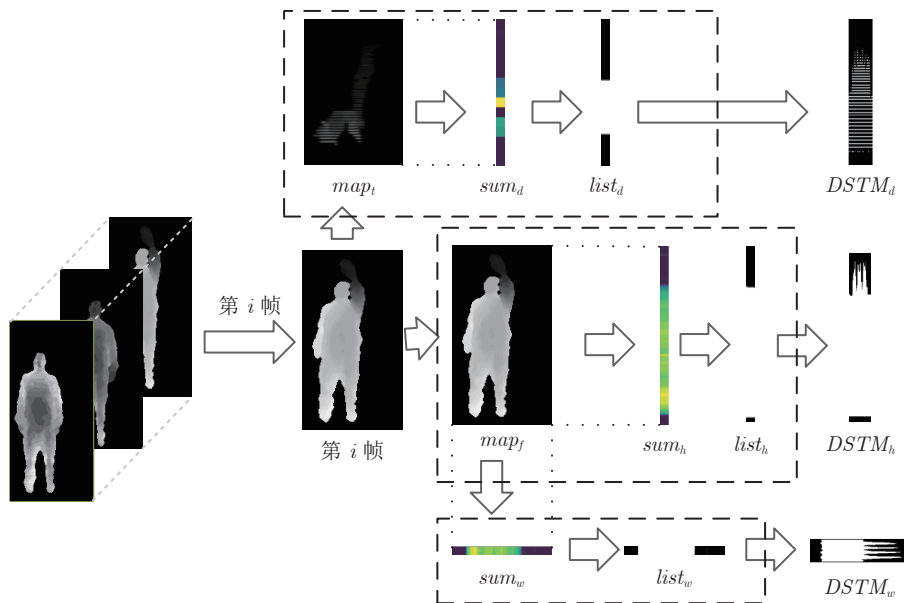 map_t
sum_d
list_d
DSTM_d
第 i 帧
第 i 帧
map_f
sum_h
list_h
DSTM_h
sum_w
list_w
DSTM_w